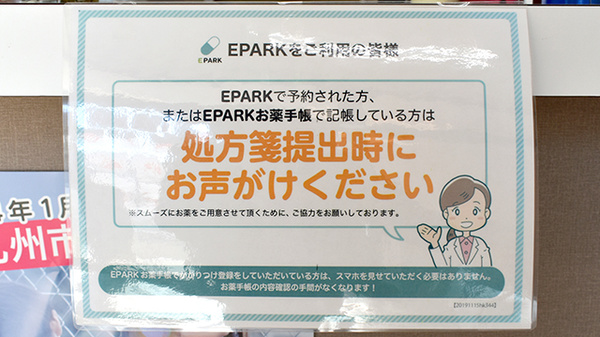 EPARK
EPARKをご利用の皆様
EPARKで予約された方、
またはEPARKお薬手帳で記帳している方は
処方箋提出時に
お声がけください
※スムーズにお薬をご用意させて頂くために、ご協力をお願いしております。
EPARKお薬手帳でかかりつけ登録をしていただいている方は、スマホを見せていただく必要はありません。
お薬手帳の内容確認の手間がなくなります!
年1月
九州市